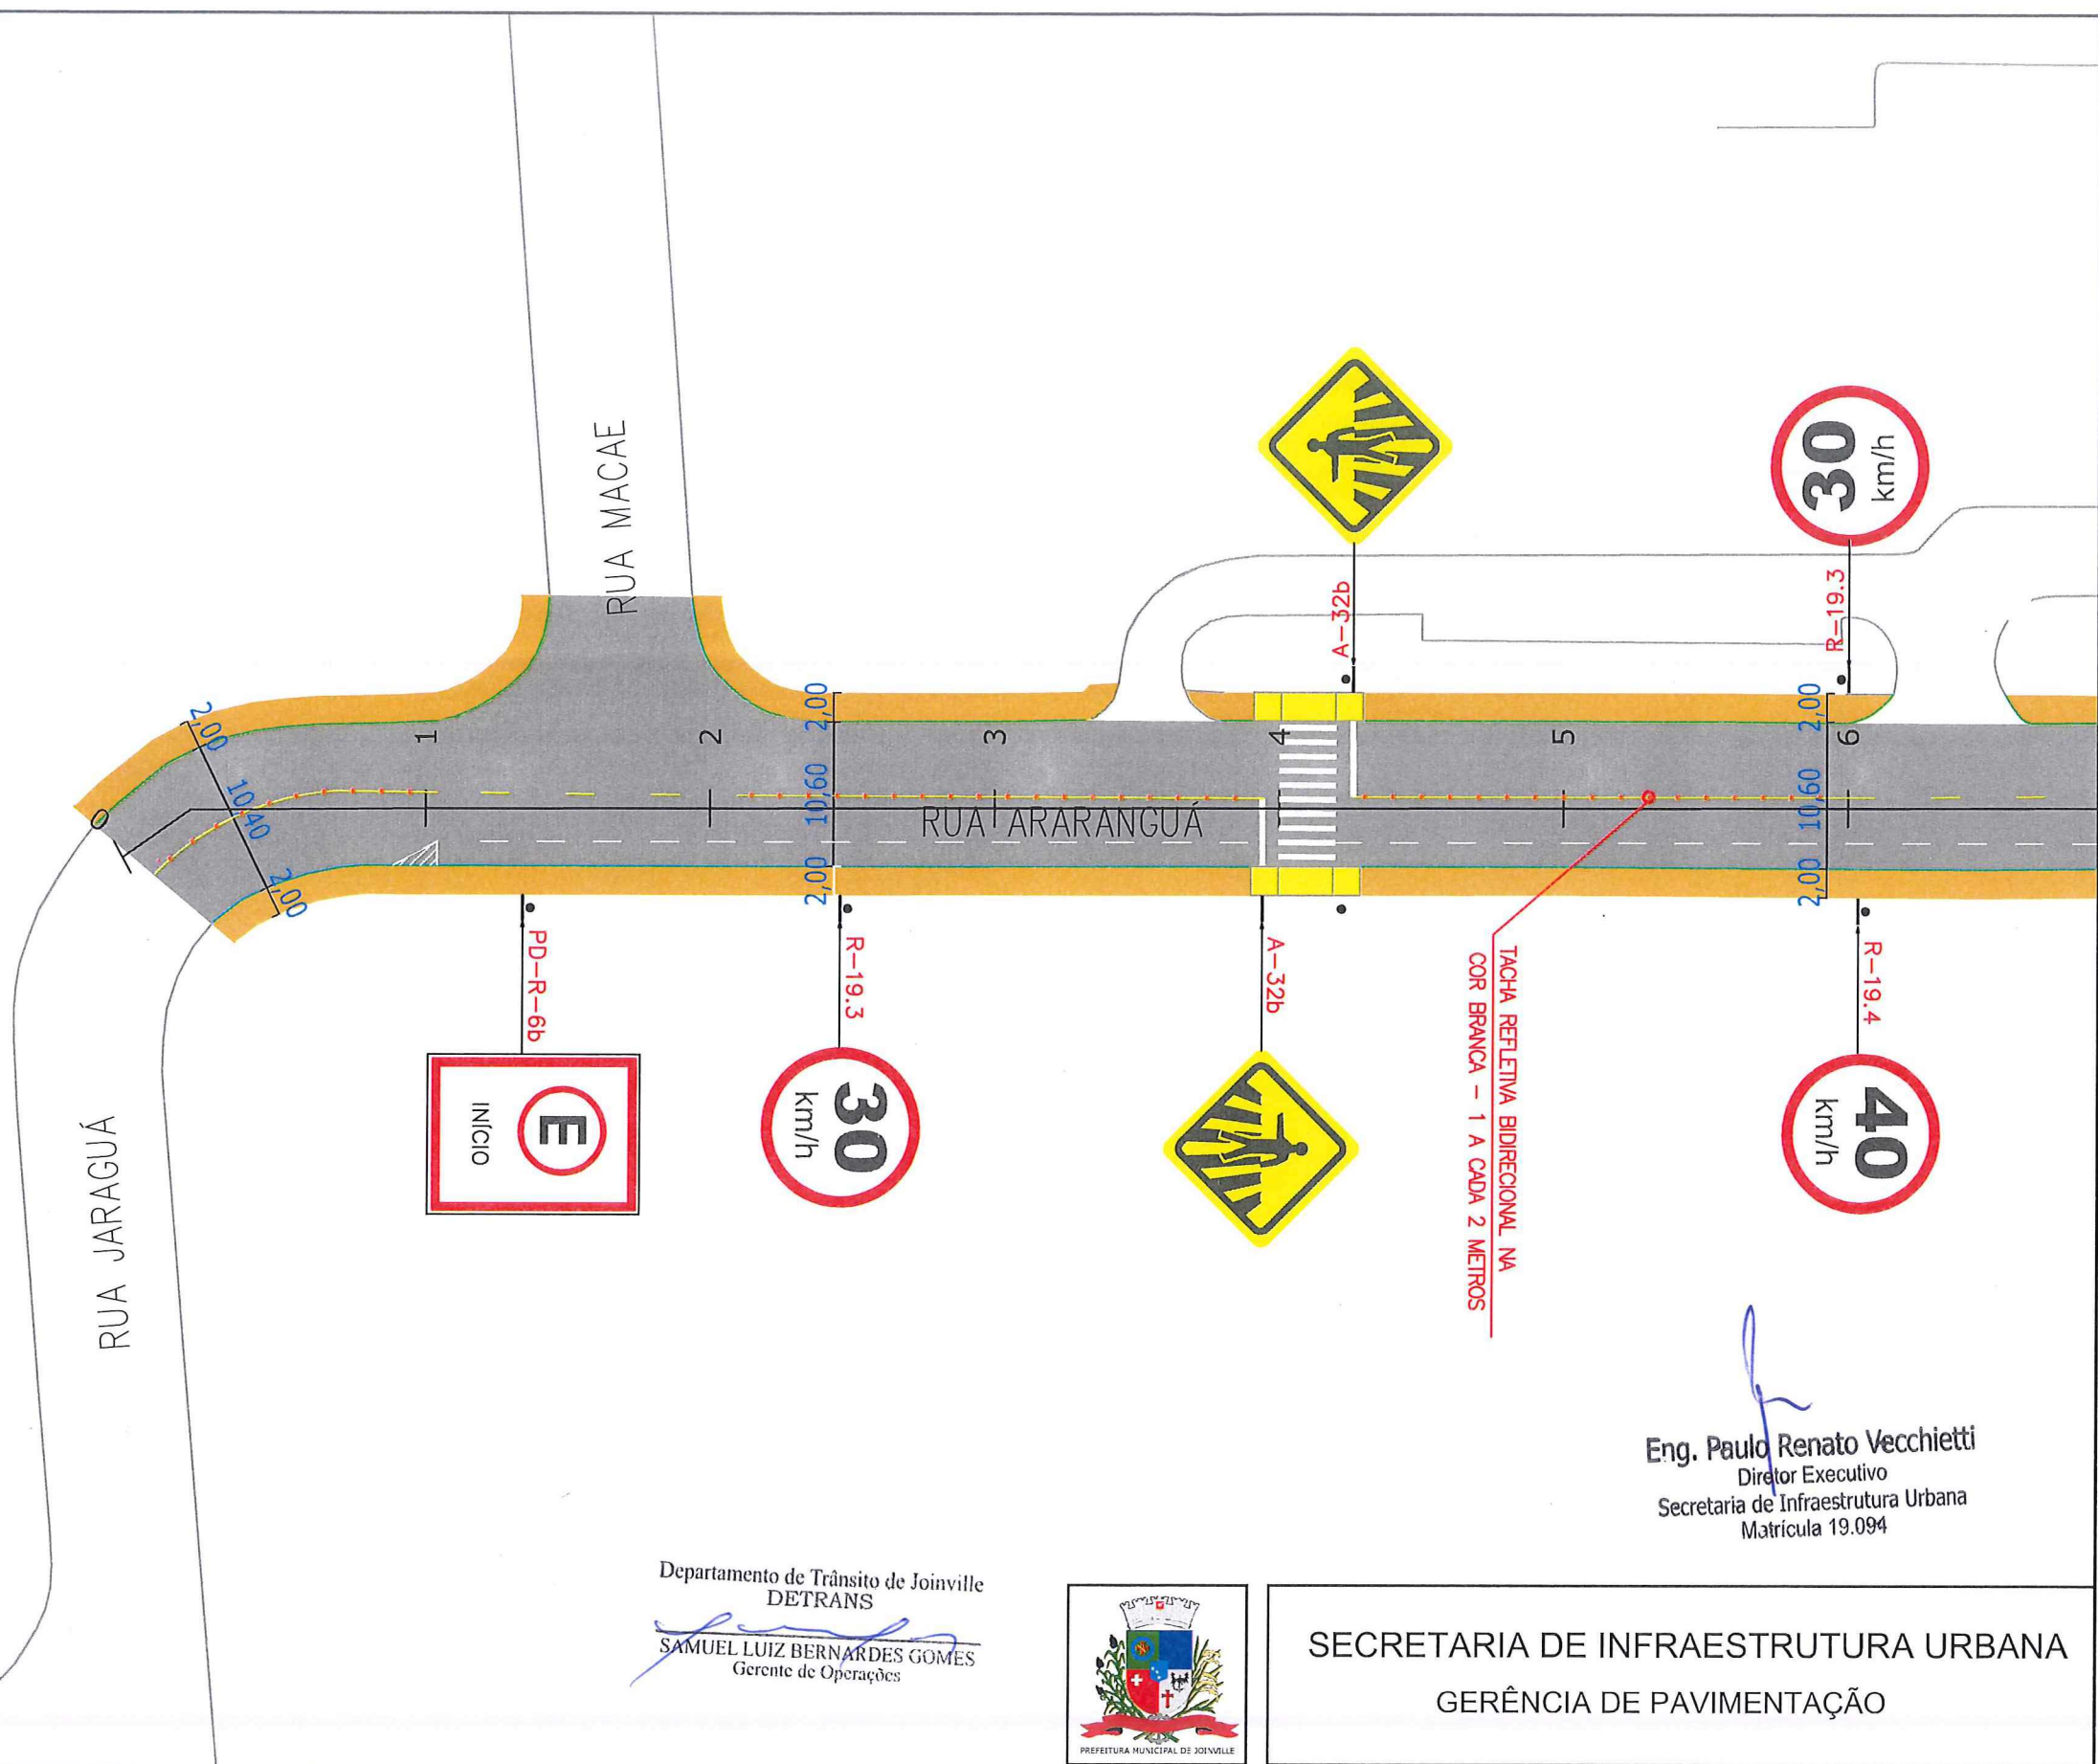 RUA MACAE
30
km/h
A-32b
R-19.3
2,00
10,40
2,00
0
1
2
3
4
5
6
2,00
10,60
2,00
2,00
10,60
2,00
RUA ARARANGUÁ
PD-R-6b
E
INÍCIO
R-19.3
30
km/h
A-32b
TACHA REFLETIVA BIDIRECIONAL NA
COR BRANCA - 1 A CADA 2 METROS
R-19.4
40
km/h
RUA JARAGUÁ
Eng. Paulo Renato Vecchietti
Diretor Executivo
Secretaria de Infraestrutura Urbana
Matrícula 19.094
Departamento de Trânsito de Joinville
DETRANS
SAMUEL LUIZ BERNARDES GOMES
Gerente de Operações
PREFEITURA MUNICIPAL DE JOINVILLE
SECRETARIA DE INFRAESTRUTURA URBANA
GERÊNCIA DE PAVIMENTAÇÃO